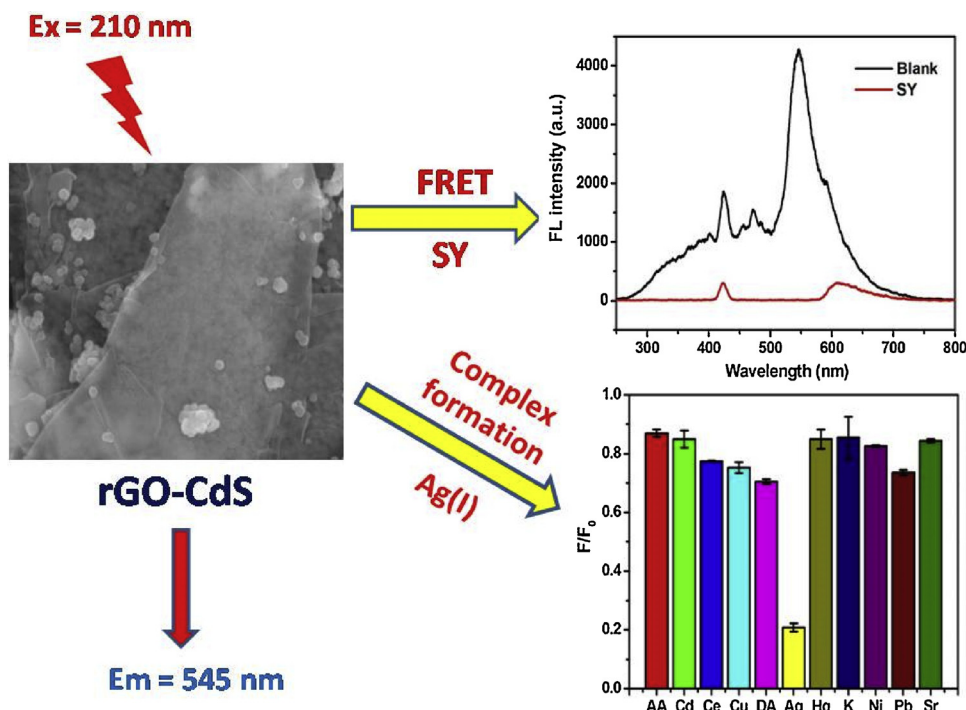 Ex = 210 nm
FRET
SY
rGO-CdS
Em = 545 nm
Complex
formation
Ag(I)
FL intensity (a.u.)
4000
3000
2000
1000
0
Blank
SY
300 400 500 600 700 800
Wavelength (nm)
F/F0
1.0
0.8
0.6
0.4
0.2
0.0
AA Cd Ce Cu DA Ag Hg K Ni Pb Sr